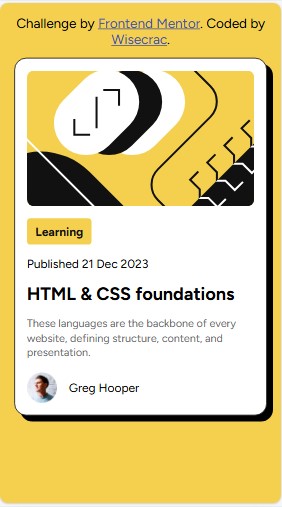 Challenge by Frontend Mentor. Coded by
Wisecrac.
Learning
Published 21 Dec 2023
HTML & CSS foundations
These languages are the backbone of every
website, defining structure, content, and
presentation.
Greg Hooper